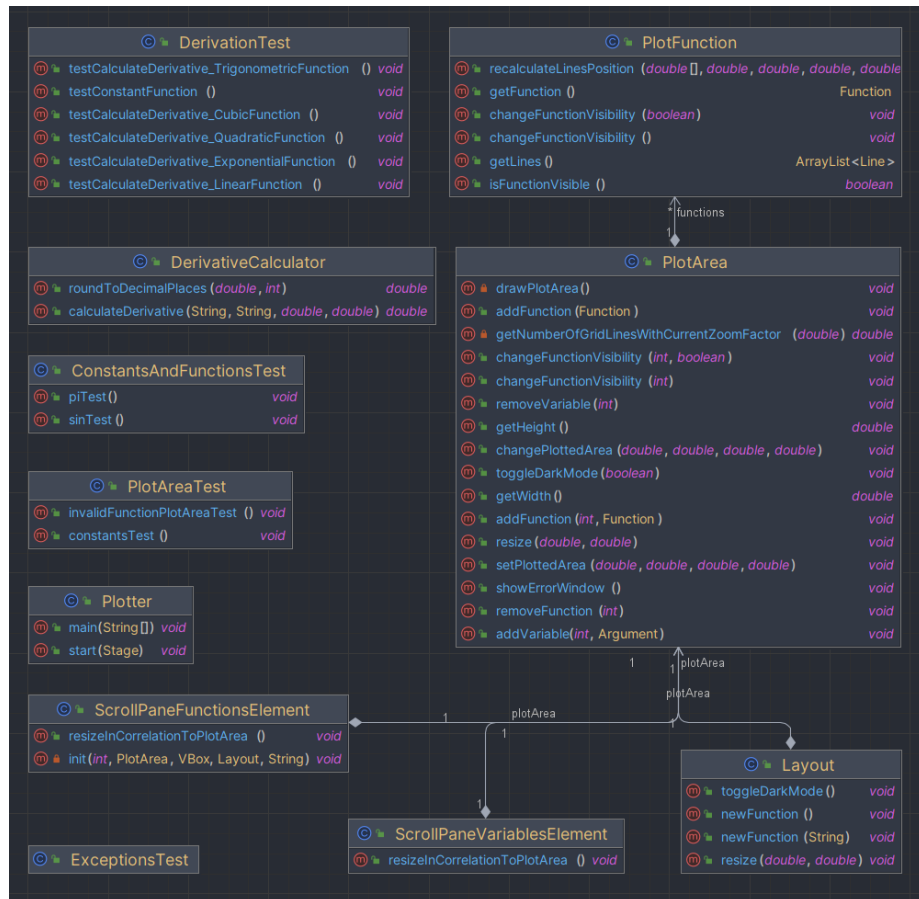 DerivationTest
testCalculateDerivative_TrigonometricFunction () void
testConstantFunction () void
testCalculateDerivative_CubicFunction () void
testCalculateDerivative_QuadraticFunction () void
testCalculateDerivative_ExponentialFunction () void
testCalculateDerivative_LinearFunction () void
PlotFunction
recalculateLinesPosition (double[], double, double, double, double
getFunction () Function
changeFunctionVisibility (boolean) void
changeFunctionVisibility () void
getLines () ArrayList<Line>
isFunctionVisible () boolean
* functions
1
DerivativeCalculator
roundToDecimalPlaces (double, int) double
calculateDerivative (String, String, double, double) double
PlotArea
drawPlotArea() void
addFunction (Function) void
getNumberOfGridLinesWithCurrentZoomFactor (double) double
changeFunctionVisibility (int, boolean) void
changeFunctionVisibility (int) void
removeVariable (int) void
getHeight () double
changePlottedArea (double, double, double, double) void
toggleDarkMode (boolean) void
getWidth () double
addFunction (int, Function) void
resize (double, double) void
setPlottedArea (double, double, double, double) void
showErrorWindow () void
removeFunction (int) void
addVariable(int, Argument) void
ConstantsAndFunctionsTest
piTest() void
sinTest () void
PlotAreaTest
invalidFunctionPlotAreaTest () void
constantsTest () void
Plotter
main(String[]) void
start(Stage) void
1 1 plotArea
plotArea
1 plotArea 1
1
ScrollPaneFunctionsElement
resizeInCorrelationToPlotArea () void
init(int, PlotArea, VBox, Layout, String) void
Layout
toggleDarkMode () void
newFunction () void
newFunction (String) void
resize (double, double) void
1
ScrollPaneVariablesElement
resizeInCorrelationToPlotArea () void
ExceptionsTest